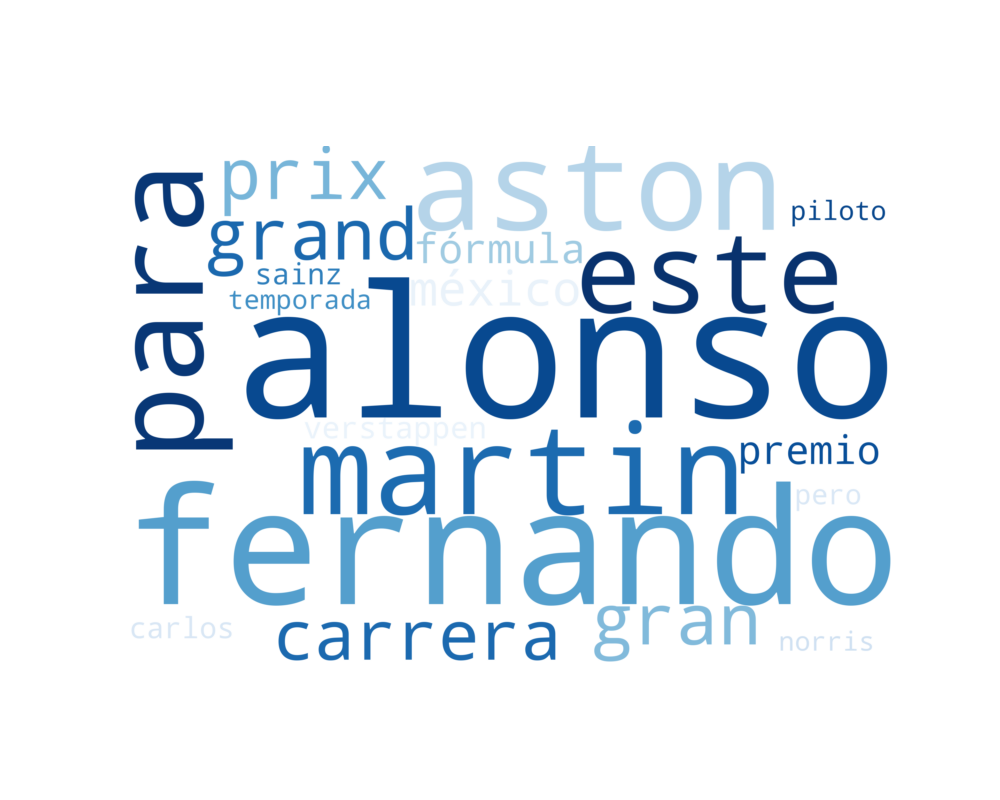 prix
aston
para
grand
piloto
fórmula
este
sainz
méxico
temporada
alonso
verstappen
martin
premio
fernando
pero
gran
carlos
carrera
norris